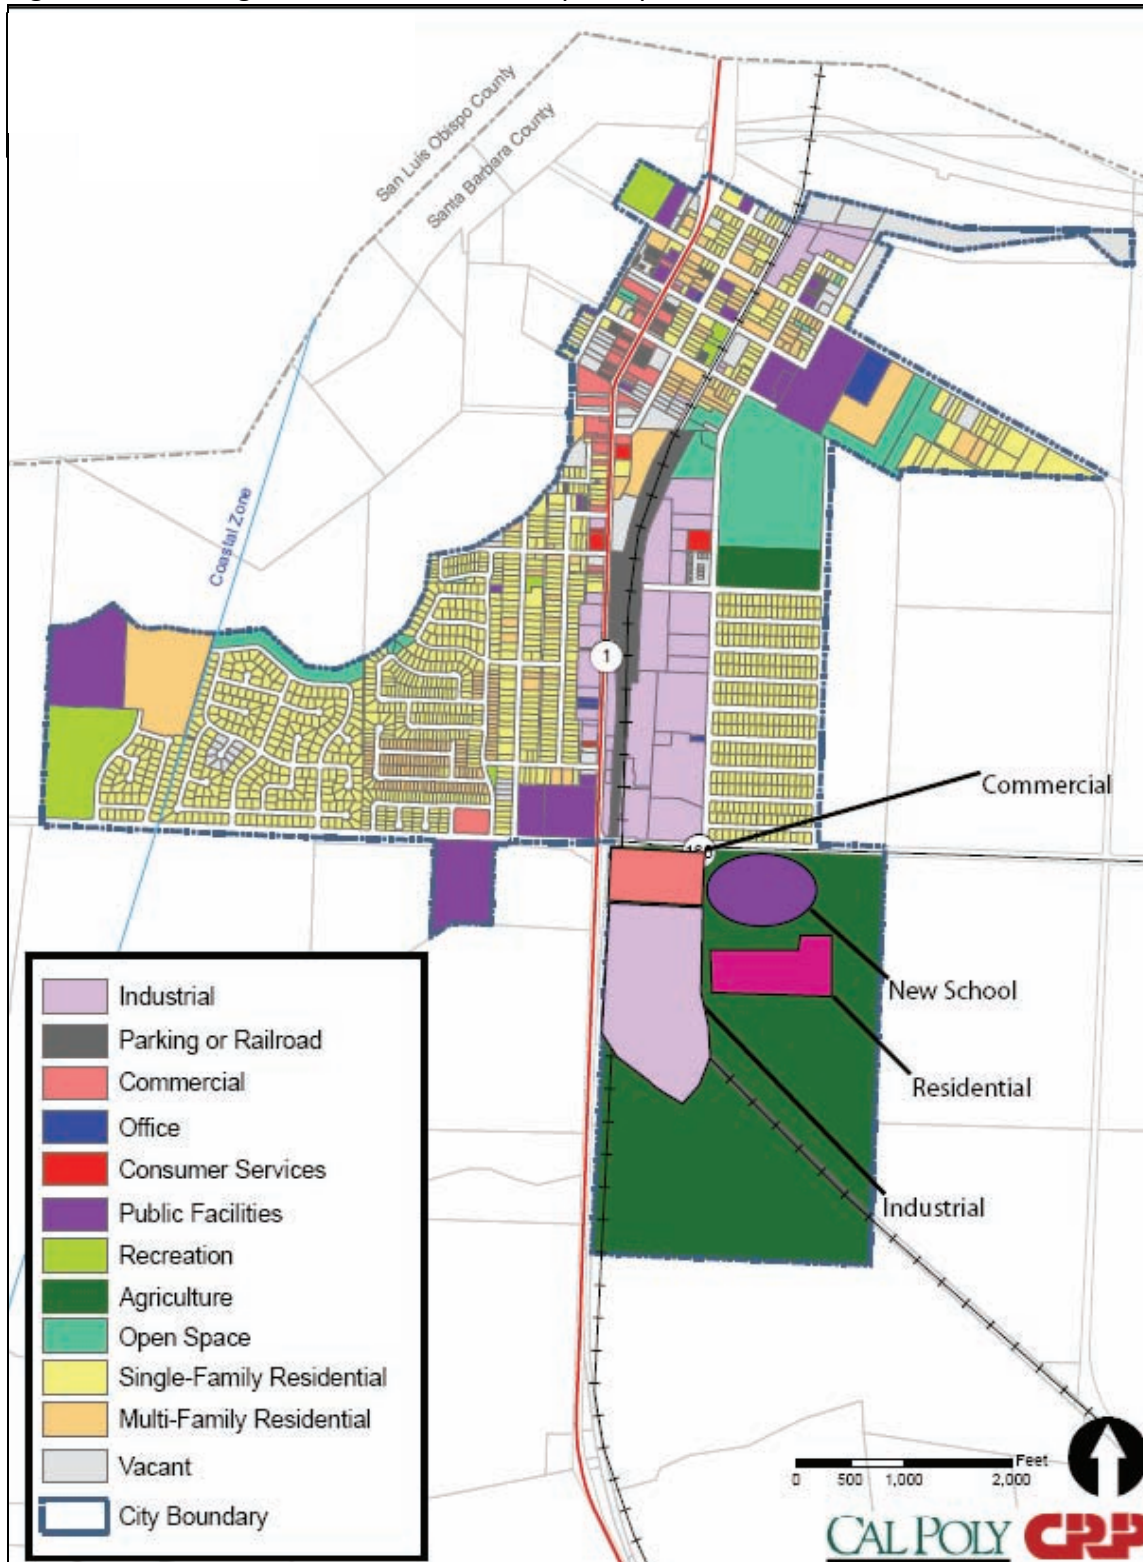 San Luis Obispo County
Santa Barbara County
Coastal Zone
1
Commercial
New School
Residential
Industrial
Industrial
Parking or Railroad
Commercial
Office
Consumer Services
Public Facilities
Recreation
Agriculture
Open Space
Single-Family Residential
Multi-Family Residential
Vacant
City Boundary
Feet
0 500 1,000 2,000
CAL POLY CRP